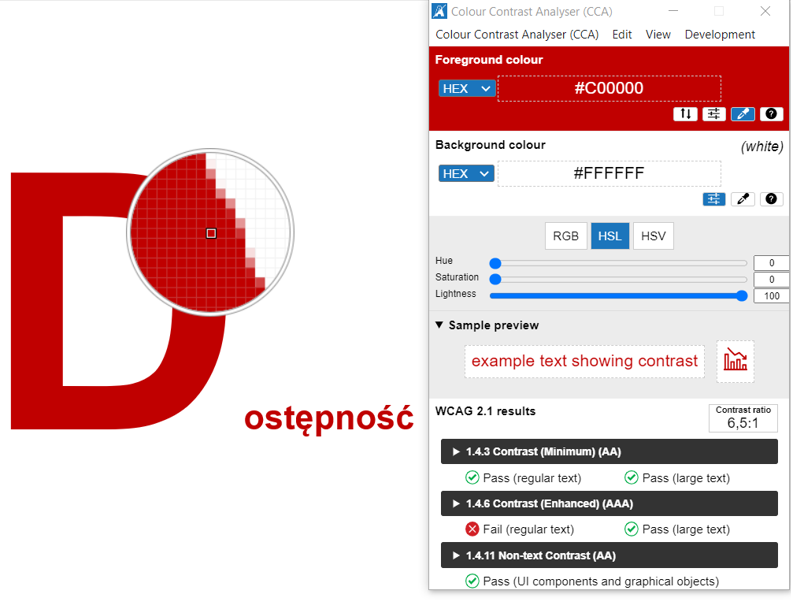 Dostępność
Colour Contrast Analyser (CCA)
Colour Contrast Analyser (CCA) Edit View Development
Foreground colour
HEX #C00000
Background colour (white)
HEX #FFFFFF
RGB HSL HSV
Hue 0
Saturation 0
Lightness 100
Sample preview
example text showing contrast
WCAG 2.1 results
Contrast ratio
6,5:1
1.4.3 Contrast (Minimum) (AA)
Pass (regular text) Pass (large text)
1.4.6 Contrast (Enhanced) (AAA)
Fail (regular text) Pass (large text)
1.4.11 Non-text Contrast (AA)
Pass (UI components and graphical objects)